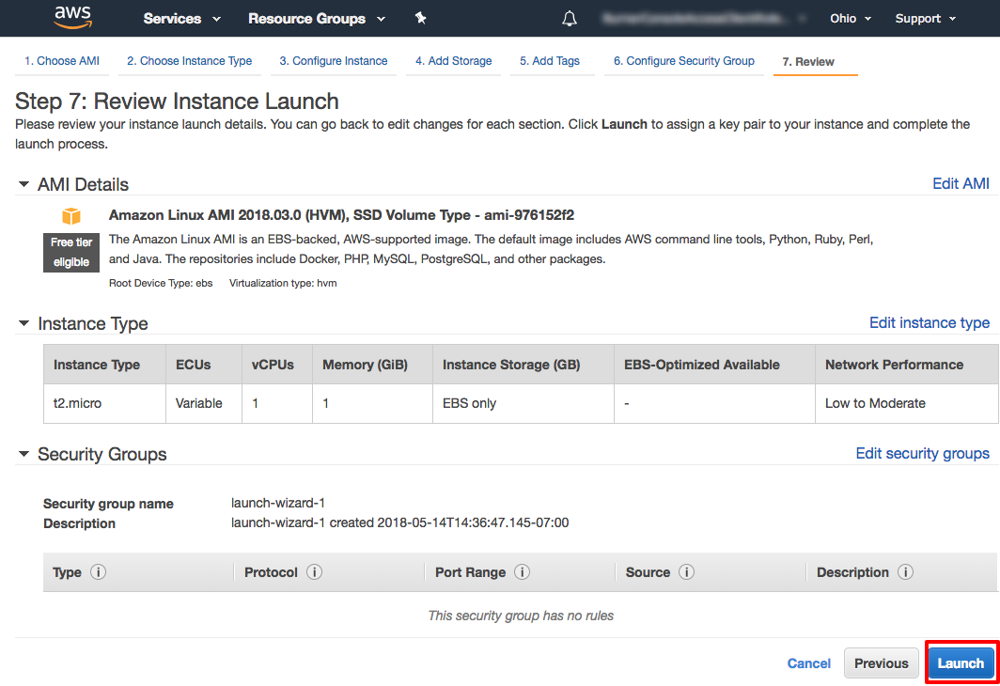 aws Services Resource Groups Ohio Support
1. Choose AMI 2. Choose Instance Type 3. Configure Instance 4. Add Storage 5. Add Tags 6. Configure Security Group 7. Review
Step 7: Review Instance Launch
Please review your instance launch details. You can go back to edit changes for each section. Click Launch to assign a key pair to your instance and complete the
launch process.
AMI Details Edit AMI
Amazon Linux AMI 2018.03.0 (HVM), SSD Volume Type - ami-976152f2
Free tier
eligible
The Amazon Linux AMI is an EBS-backed, AWS-supported image. The default image includes AWS command line tools, Python, Ruby, Perl,
and Java. The repositories include Docker, PHP, MySQL, PostgreSQL, and other packages.
Root Device Type: ebs Virtualization type: hvm
Instance Type Edit instance type
Instance Type ECUs vCPUs Memory (GiB) Instance Storage (GB) EBS-Optimized Available Network Performance
t2.micro Variable 1 1 EBS only - Low to Moderate
Security Groups Edit security groups
Security group name launch-wizard-1
Description launch-wizard-1 created 2018-05-14T14:36:47.145-07:00
Type i Protocol i Port Range i Source i Description i
This security group has no rules
Cancel Previous Launch